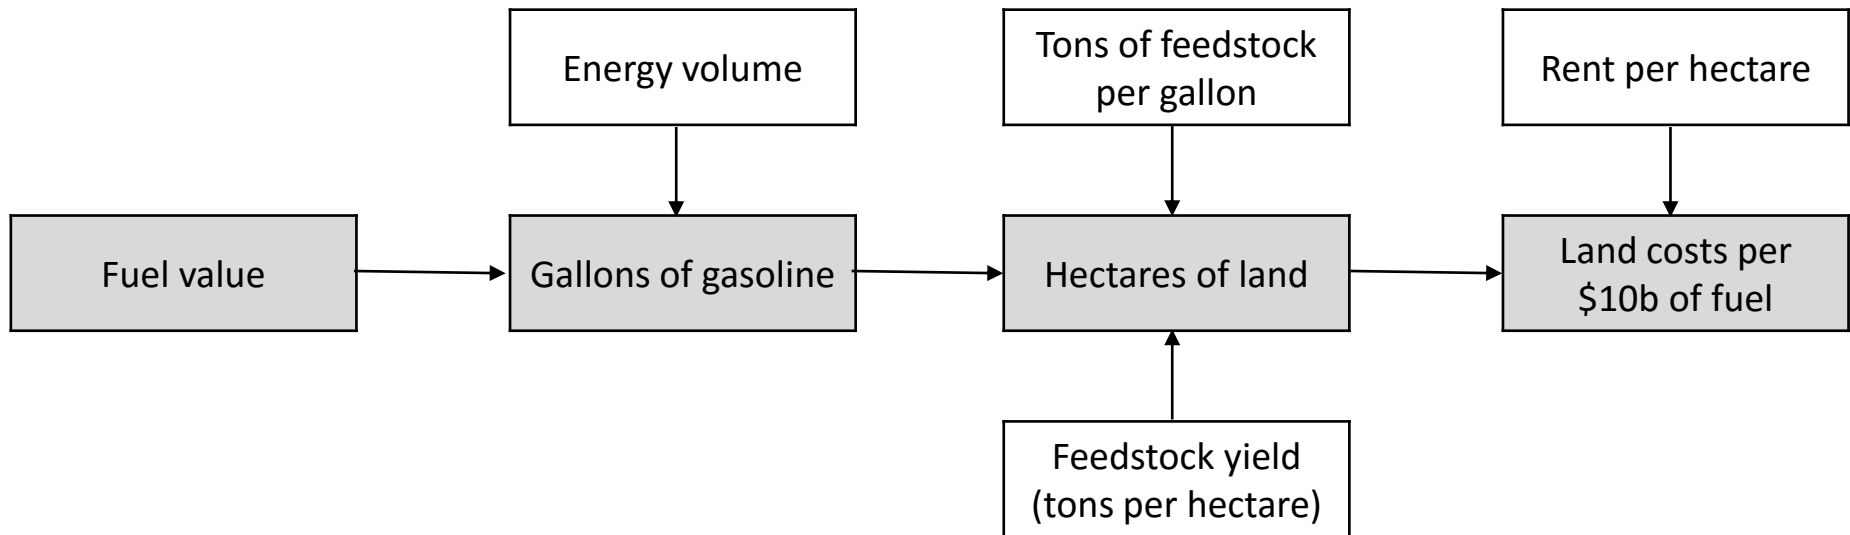 Energy volume
Tons of feedstock
per gallon
Rent per hectare
Fuel value
Gallons of gasoline
Hectares of land
Land costs per
$10b of fuel
Feedstock yield
(tons per hectare)